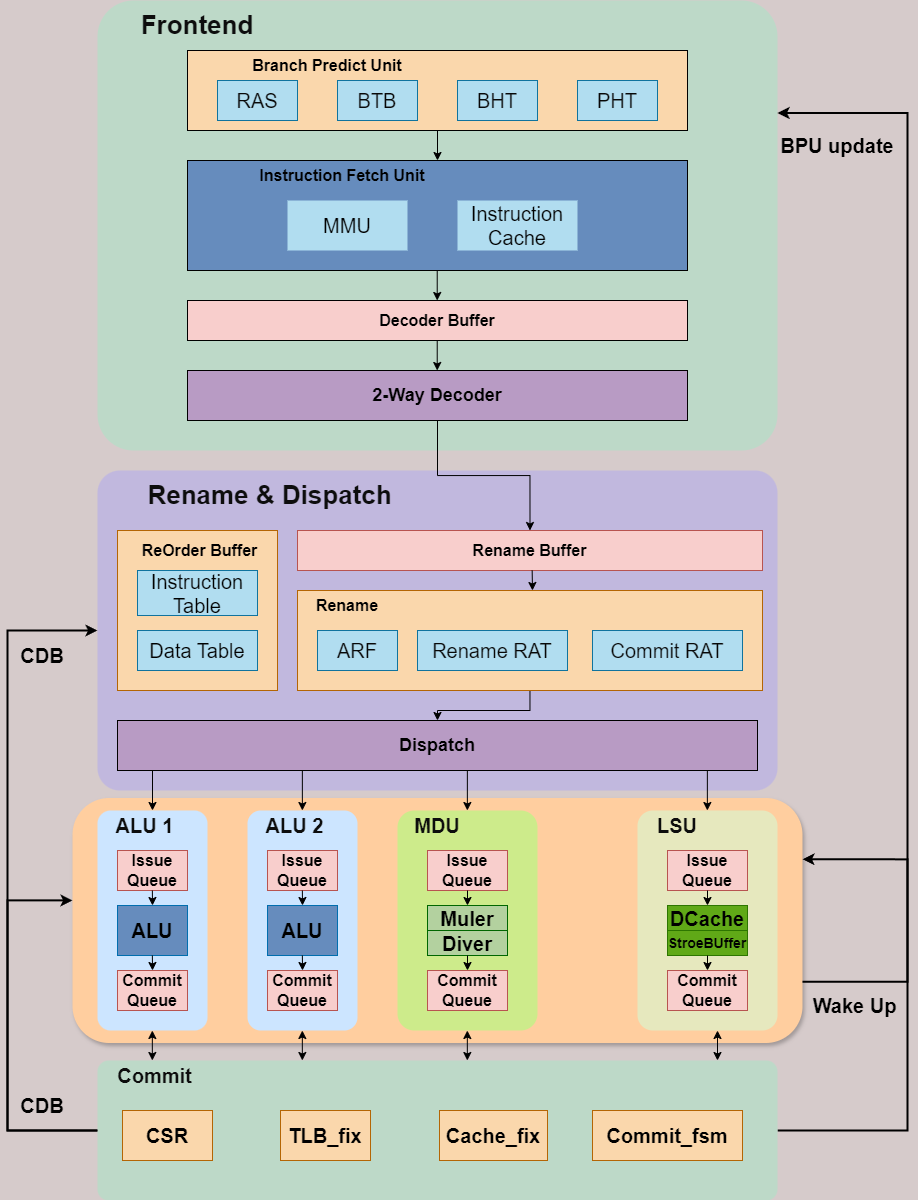 Frontend
Branch Predict Unit
RAS
BTB
BHT
PHT
BPU update
Instruction Fetch Unit
MMU
Instruction
Cache
Decoder Buffer
2-Way Decoder
Rename & Dispatch
ReOrder Buffer
Instruction
Table
Data Table
Rename Buffer
Rename
ARF
Rename RAT
Commit RAT
CDB
Dispatch
ALU 1
Issue
Queue
ALU
Commit
Queue
ALU 2
Issue
Queue
ALU
Commit
Queue
MDU
Issue
Queue
Muler
Diver
Commit
Queue
LSU
Issue
Queue
DCache
StroeBUffer
Commit
Queue
Wake Up
Commit
CDB
CSR
TLB_fix
Cache_fix
Commit_fsm